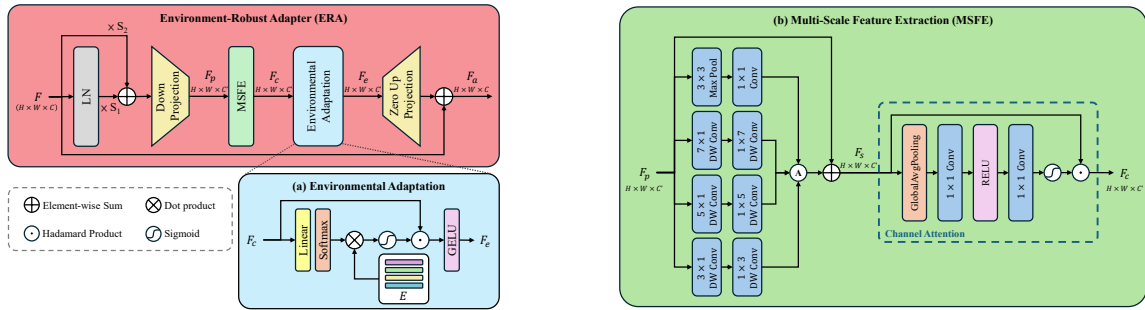 Environment-Robust Adapter (ERA)
× S₂
F
(H × W × C)
LN
× S₁
Down
Projection
Fₚ
H × W × C'
MSFE
F꜀
H × W × C'
Environmental
Adaptation
Fₑ
H × W × C'
Zero Up
Projection
Fₐ
H × W × C
Element-wise Sum
Dot product
Hadamard Product
Sigmoid
(a) Environmental Adaptation
F꜀
Linear
Softmax
E
GELU
Fₑ
(b) Multi-Scale Feature Extraction (MSFE)
Fₚ
H × W × C'
3 × 3
Max Pool
1 × 1
Conv
7 × 1
DW Conv
1 × 7
DW Conv
5 × 1
DW Conv
1 × 5
DW Conv
3 × 1
DW Conv
1 × 3
DW Conv
A
Fₛ
H × W × C'
GlobalAvgPooling
1 × 1 Conv
RELU
1 × 1 Conv
Channel Attention
F꜀
H × W × C'